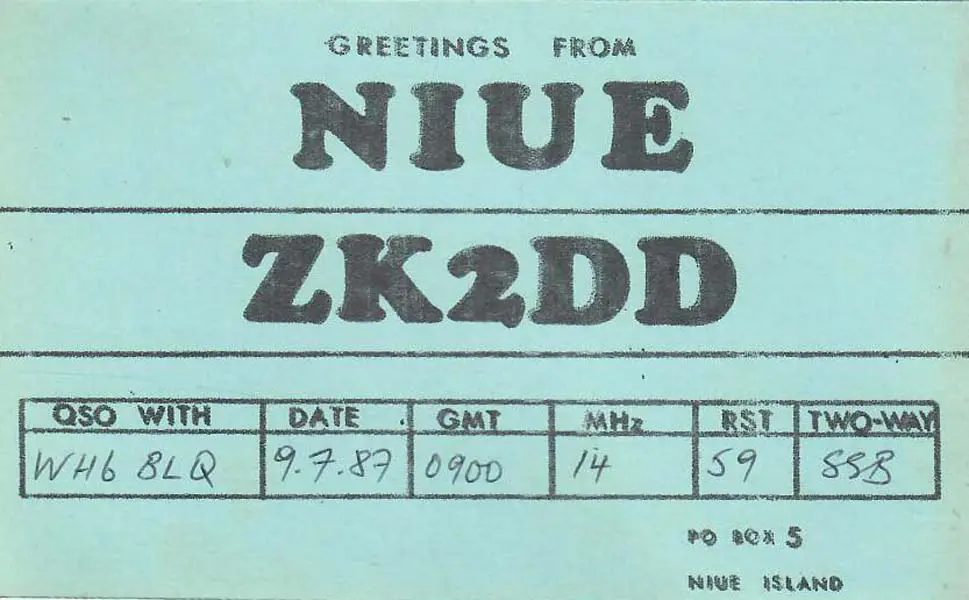 GREETINGS FROM
NIUE
ZK2DD
QSO WITH DATE GMT MHz RST TWO-WAY
WH6 BLQ 9.7.87 0900 14 59 SSB
PO BOX 5
NIUE ISLAND